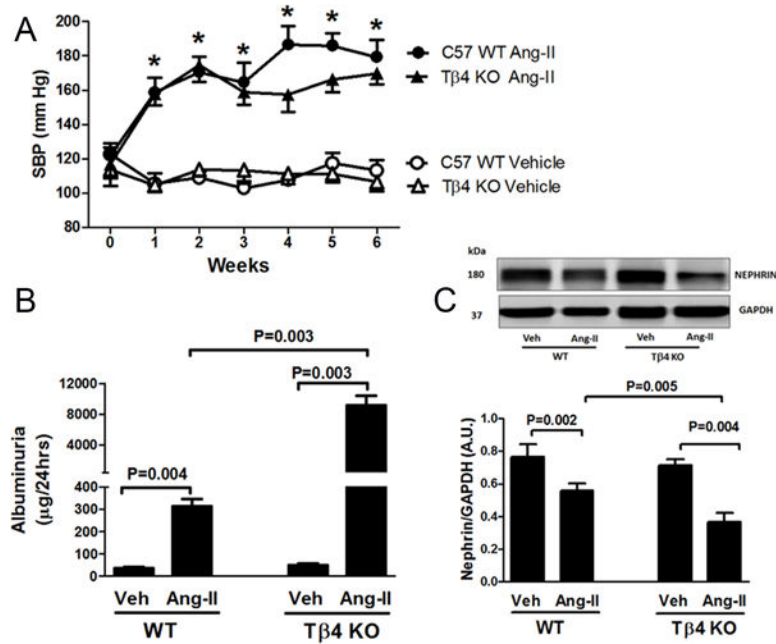 A
SBP (mm Hg)
200
180
160
140
120
100
80
* * * * * *
0 1 2 3 4 5 6
Weeks
C57 WT Ang-II
Tβ4 KO Ang-II
C57 WT Vehicle
Tβ4 KO Vehicle
B
Albuminuria
(μg/24hrs)
12000
8000
4000
400
300
200
100
0
P=0.003
P=0.003
P=0.004
Veh Ang-II Veh Ang-II
WT Tβ4 KO
C
kDa
180 NEPHRIN
37 GAPDH
Veh Ang-II Veh Ang-II
WT Tβ4 KO
Nephrin/GAPDH (A.U.)
0.8
0.6
0.4
0.2
0.0
P=0.005
P=0.002
P=0.004
Veh Ang-II Veh Ang-II
WT Tβ4 KO